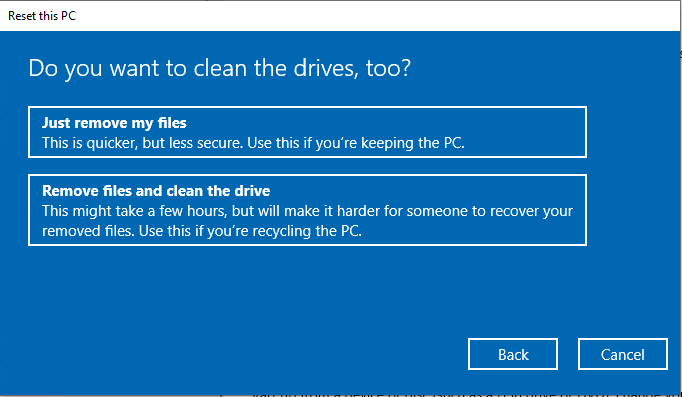 Reset this PC
Do you want to clean the drives, too?
Just remove my files
This is quicker, but less secure. Use this if you're keeping the PC.
Remove files and clean the drive
This might take a few hours, but will make it harder for someone to recover your
removed files. Use this if you're recycling the PC.
Back
Cancel